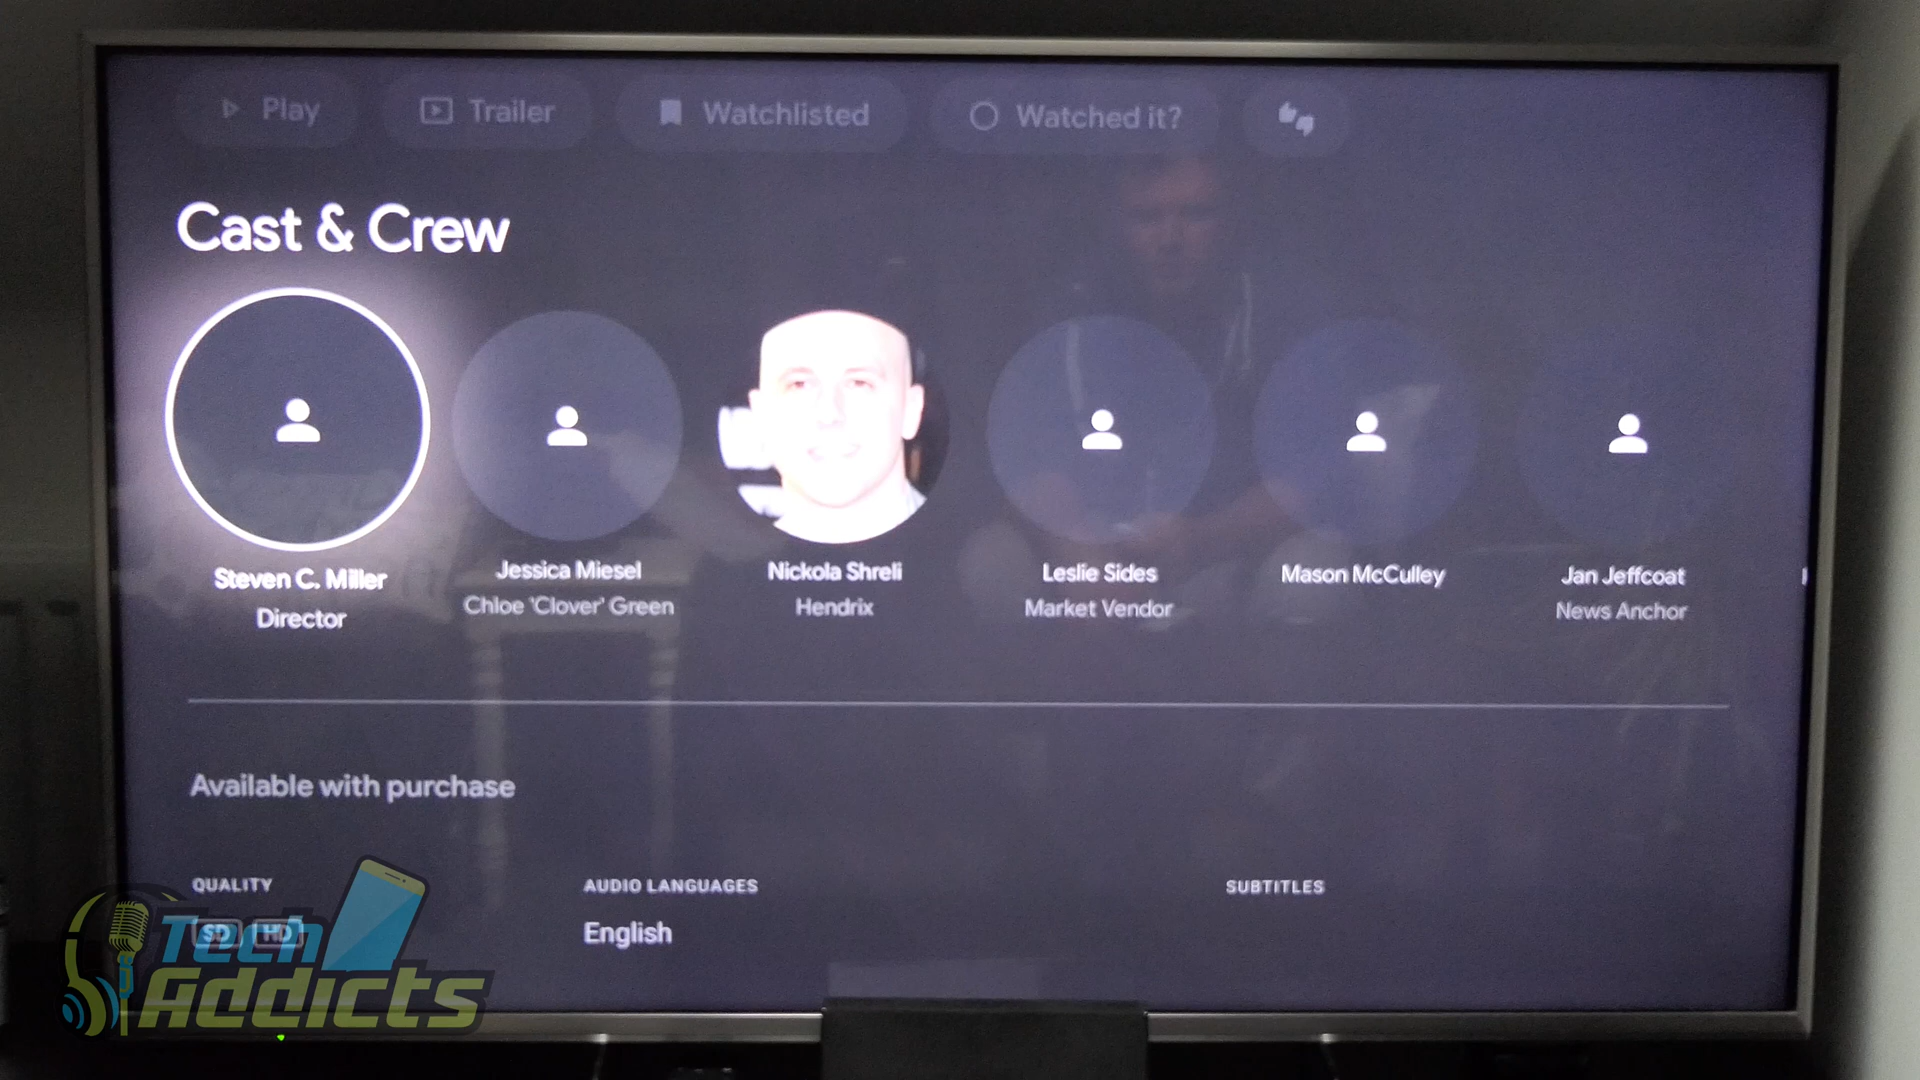 Play
Trailer
Watchlisted
Watched it?
Cast & Crew
Steven C. Miller
Director
Jessica Miesel
Chloe 'Clover' Green
Nickola Shreli
Hendrix
Leslie Sides
Market Vendor
Mason McCulley
Jan Jeffcoat
News Anchor
Available with purchase
QUALITY
SD HD
AUDIO LANGUAGES
English
SUBTITLES
Tech
Addicts